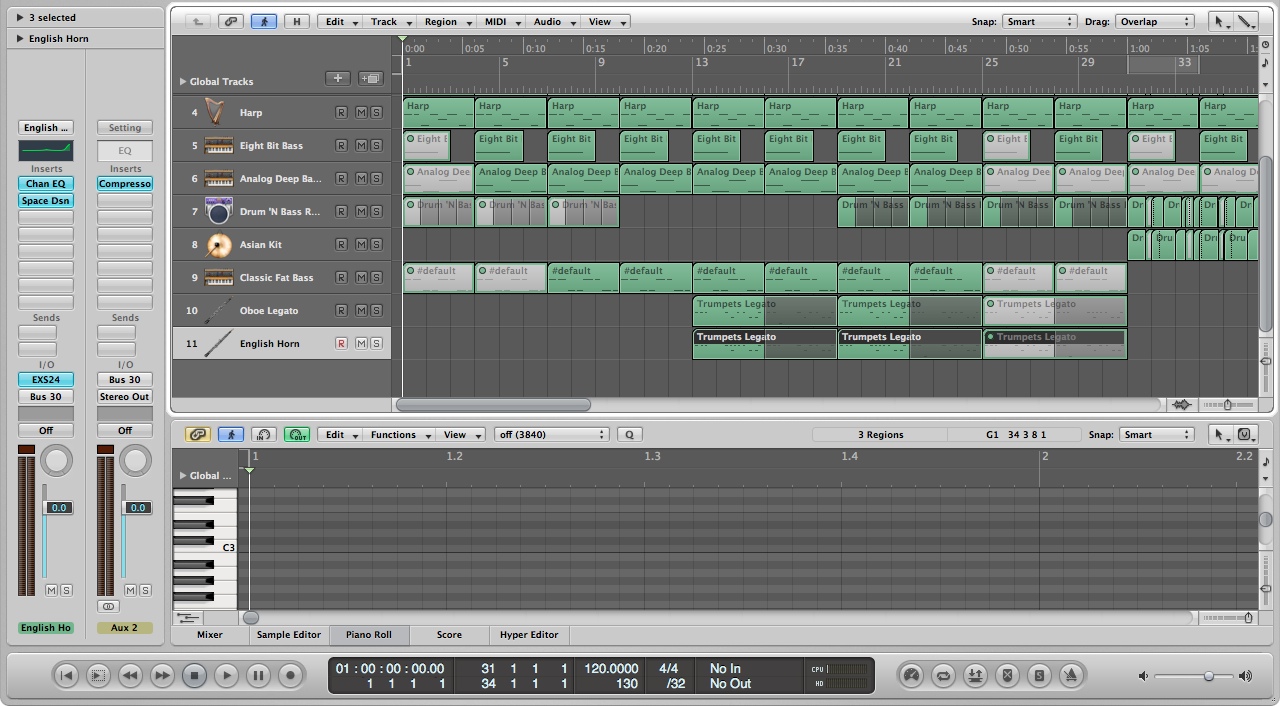 3 selected
English Horn
H Edit Track Region MIDI Audio View Snap: Smart Drag: Overlap
0:00 0:05 0:10 0:15 0:20 0:25 0:30 0:35 0:40 0:45 0:50 0:55 1:00 1:05
1 5 9 13 17 21 25 29 33
Global Tracks
4 Harp R M S Harp Harp Harp Harp Harp Harp Harp Harp Harp Harp Harp Harp
5 Eight Bit Bass R M S Eight B Eight Bit Eight Bit Eight Bit Eight Bit Eight Bit Eight Bit Eight Bit Eight B Eight Bit Eight B Eight Bit
6 Analog Deep Ba... R M S Analog Dee Analog Deep B Analog Deep B Analog Deep B Analog Deep B Analog Deep B Analog Deep B Analog Deep B Analog Dee Analog Dee Analog Dee Analog D
7 Drum 'N Bass R... R M S Drum 'N Bas Drum 'N Bas Drum 'N Bas Drum 'N Bass Drum 'N Bass Drum 'N Bass Drum 'N Bass Dr Dr Dr Dr
8 Asian Kit R M S Dr Dru Dru Dru
9 Classic Fat Bass R M S #default #default #default #default #default #default #default #default #default #default
10 Oboe Legato R M S Trumpets Legato Trumpets Legato Trumpets Legato
11 English Horn R M S Trumpets Legato Trumpets Legato Trumpets Legato
English ... Setting
EQ
Inserts Inserts
Chan EQ Compresso
Space Dsn
Sends Sends
I/O I/O
EXS24 Bus 30
Bus 30 Stereo Out
Off Off
0.0 0.0
M S M S
English Ho Aux 2
IN OUT Edit Functions View off (3840) Q 3 Regions G1 34 3 8 1 Snap: Smart
1 1.2 1.3 1.4 2 2.2
Global ...
C3
Mixer Sample Editor Piano Roll Score Hyper Editor
01 : 00 : 00 : 00.00 31 1 1 1 120.0000 4/4 No In CPU
1 1 1 1 34 1 1 1 130 /32 No Out HD
S